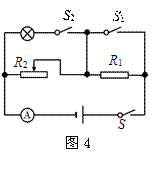 S₂ S₁
R₂ R₁
A S
图 4